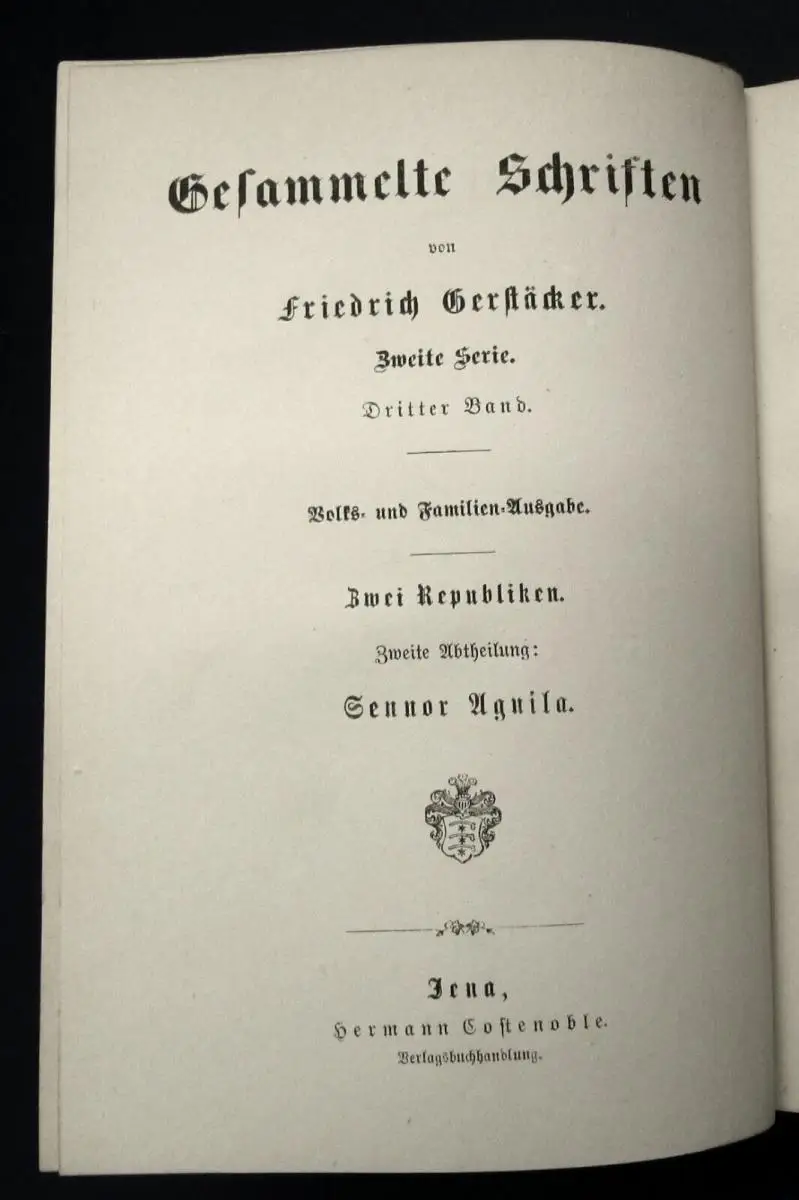 Gesammelte Schriften
von
Friedrich Gerstäcker.
Zweite Serie.
Dritter Band.
Volks- und Familien-Ausgabe.
Zwei Republiken.
Zweite Abtheilung:
Sennor Aguila.
Jena,
Hermann Costenoble.
Verlagsbuchhandlung.